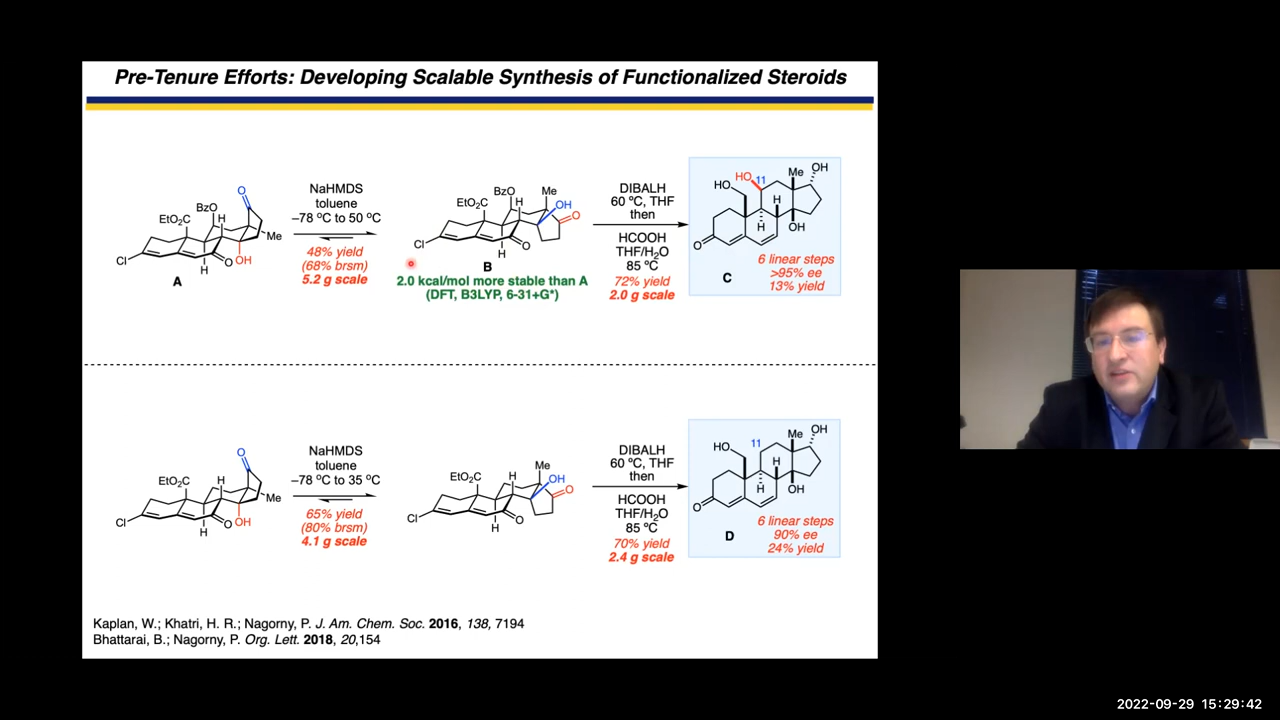 Pre-Tenure Efforts: Developing Scalable Synthesis of Functionalized Steroids
O
BzO
EtO₂C
H
Me
Cl
H
O
OH
A
NaHMDS
toluene
–78 ºC to 50 ºC
48% yield
(68% brsm)
5.2 g scale
BzO
Me
EtO₂C
H
OH
O
Cl
O
H
B
2.0 kcal/mol more stable than A
(DFT, B3LYP, 6-31+G*)
DIBALH
60 ºC, THF
then
HCOOH
THF/H₂O
85 ºC
72% yield
2.0 g scale
HO
HO
11
Me
OH
H
H
OH
O
C
6 linear steps
>95% ee
13% yield
O
EtO₂C
H
Me
Cl
H
O
OH
NaHMDS
toluene
–78 ºC to 35 ºC
65% yield
(80% brsm)
4.1 g scale
Me
EtO₂C
H
OH
O
Cl
O
H
DIBALH
60 ºC, THF
then
HCOOH
THF/H₂O
85 ºC
70% yield
2.4 g scale
HO
11
Me
OH
H
H
OH
O
D
6 linear steps
90% ee
24% yield
Kaplan, W.; Khatri, H. R.; Nagorny, P. J. Am. Chem. Soc. 2016, 138, 7194
Bhattarai, B.; Nagorny, P. Org. Lett. 2018, 20,154
2022-09-29 15:29:42